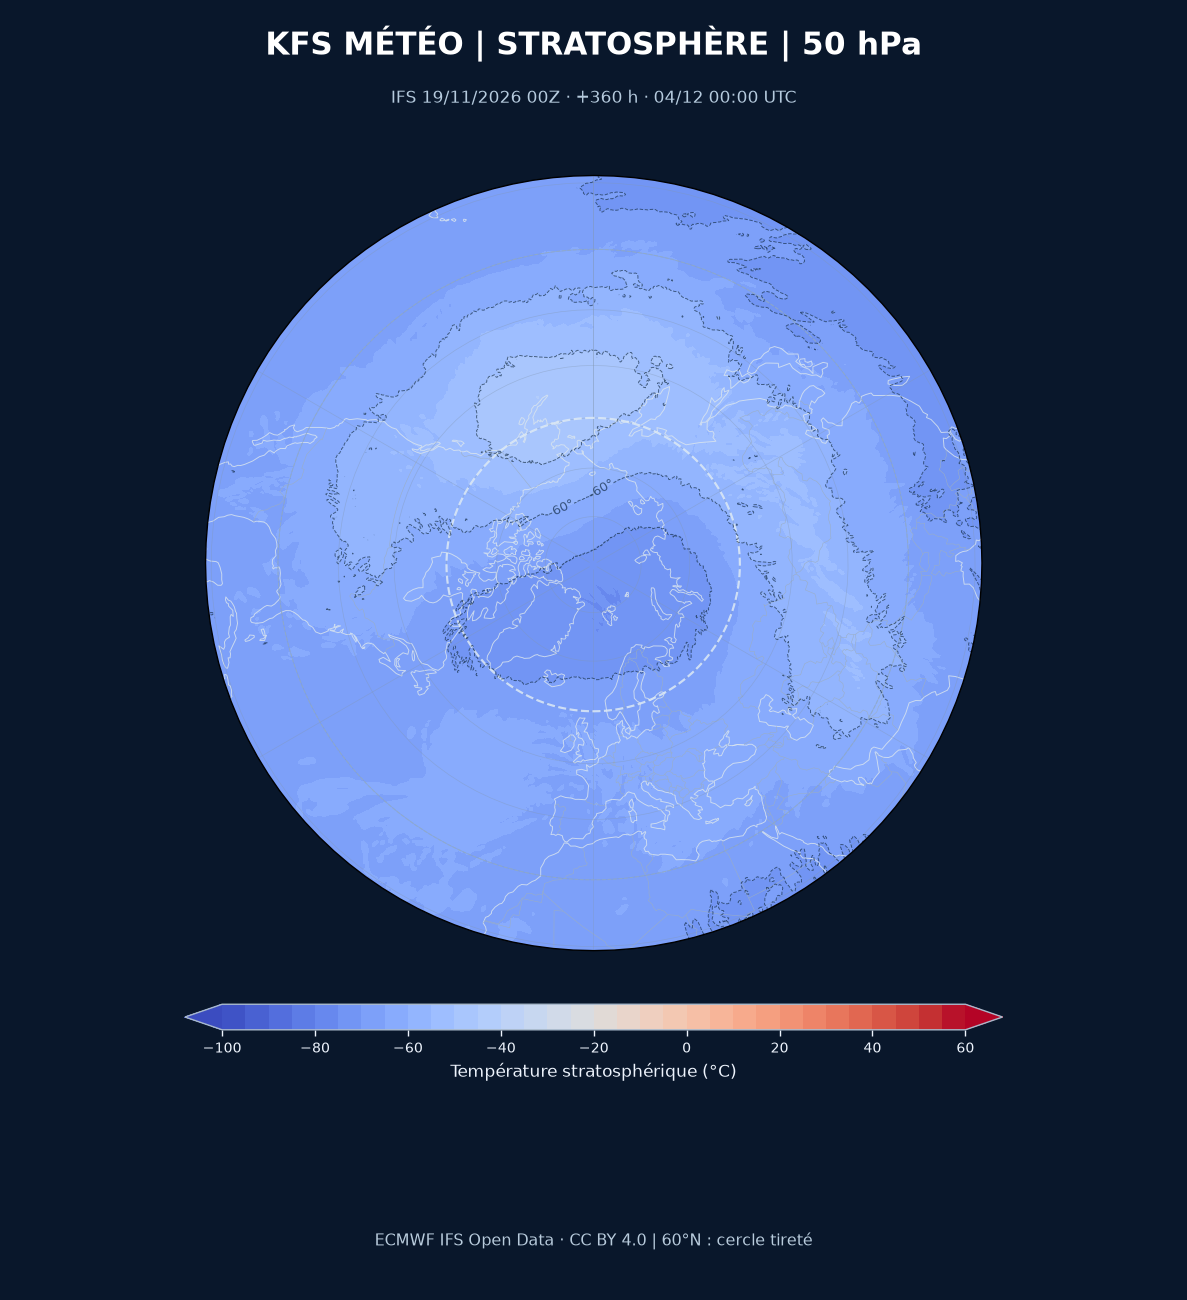 KFS MÉTÉO | STRATOSPHÈRE | 50 hPa
IFS 19/11/2026 00Z · +360 h · 04/12 00:00 UTC
-60°
60°
−100 −80 −60 −40 −20 0 20 40 60
Température stratosphérique (°C)
ECMWF IFS Open Data · CC BY 4.0 | 60°N : cercle tireté